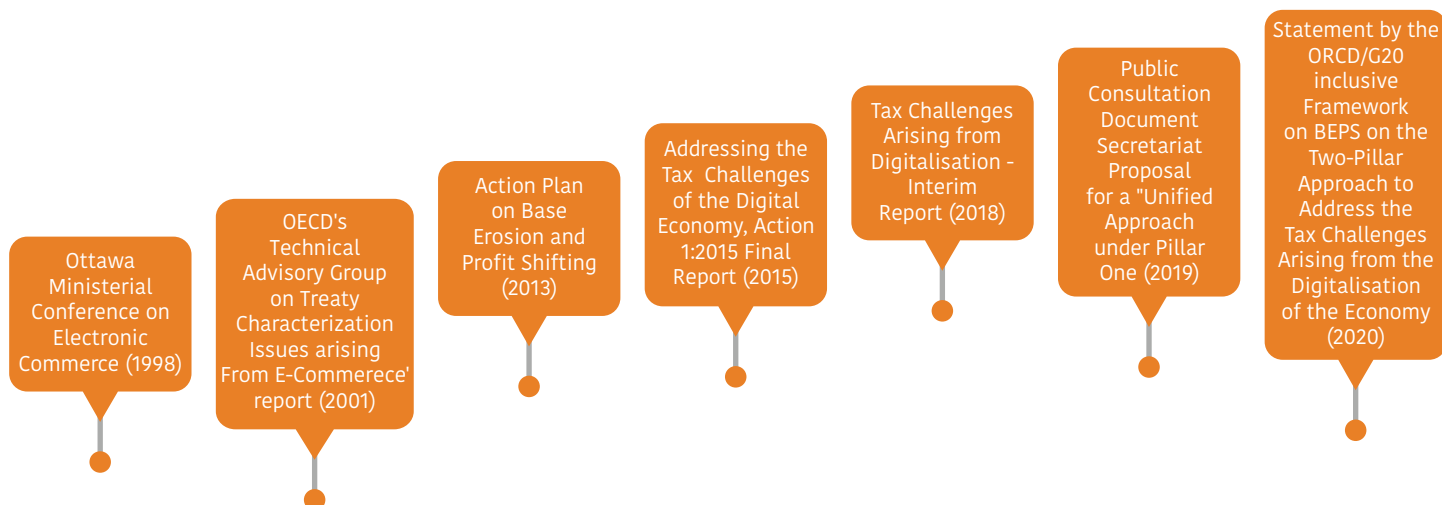 Ottawa
Ministerial
Conference on
Electronic
Commerce (1998)
OECD's
Technical
Advisory Group
on Treaty
Characterization
Issues arising
From E-Commerece'
report (2001)
Action Plan
on Base
Erosion and
Profit Shifting
(2013)
Addressing the
Tax Challenges
of the Digital
Economy, Action
1:2015 Final
Report (2015)
Tax Challenges
Arising from
Digitalisation -
Interim
Report (2018)
Public
Consultation
Document
Secretariat
Proposal
for a "Unified
Approach
under Pillar
One (2019)
Statement by the
ORCD/G20
inclusive
Framework
on BEPS on the
Two-Pillar
Approach to
Address the
Tax Challenges
Arising from the
Digitalisation
of the Economy
(2020)